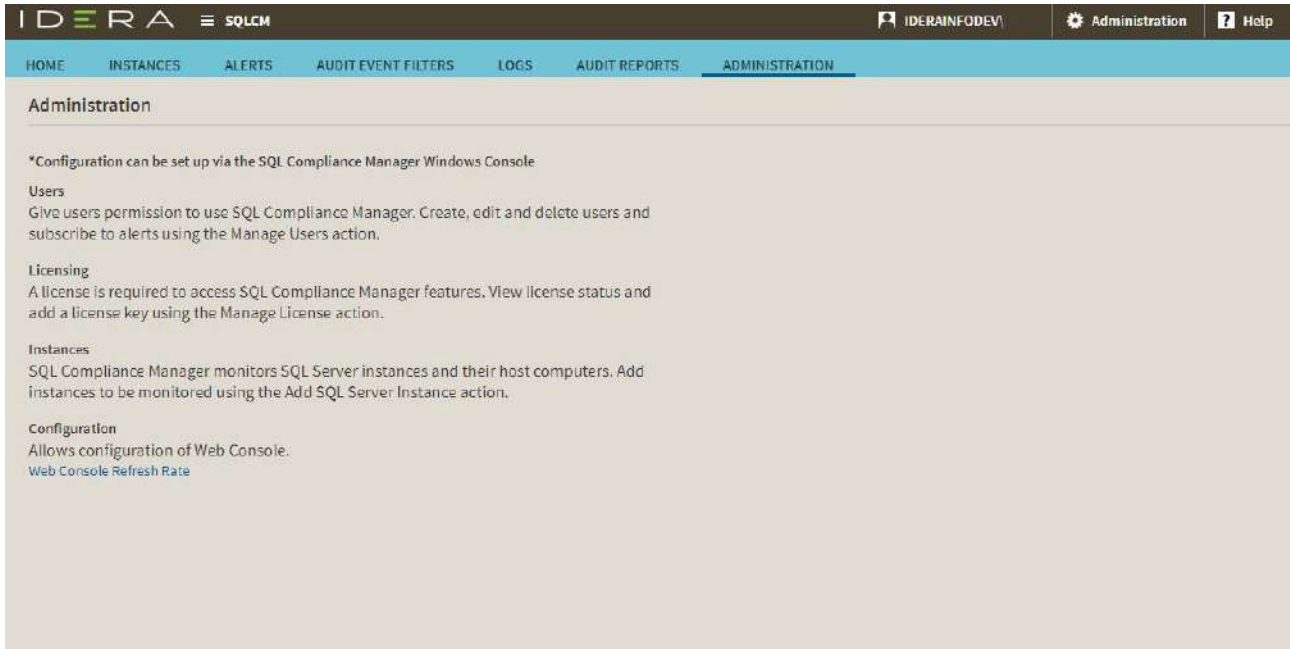 IDERA ≡ SQLCM IDERAINFODEV\ Administration ? Help
HOME INSTANCES ALERTS AUDIT EVENT FILTERS LOGS AUDIT REPORTS ADMINISTRATION
Administration
*Configuration can be set up via the SQL Compliance Manager Windows Console
Users
Give users permission to use SQL Compliance Manager. Create, edit and delete users and
subscribe to alerts using the Manage Users action.
Licensing
A license is required to access SQL Compliance Manager features. View license status and
add a license key using the Manage License action.
Instances
SQL Compliance Manager monitors SQL Server instances and their host computers. Add
instances to be monitored using the Add SQL Server Instance action.
Configuration
Allows configuration of Web Console.
Web Console Refresh Rate